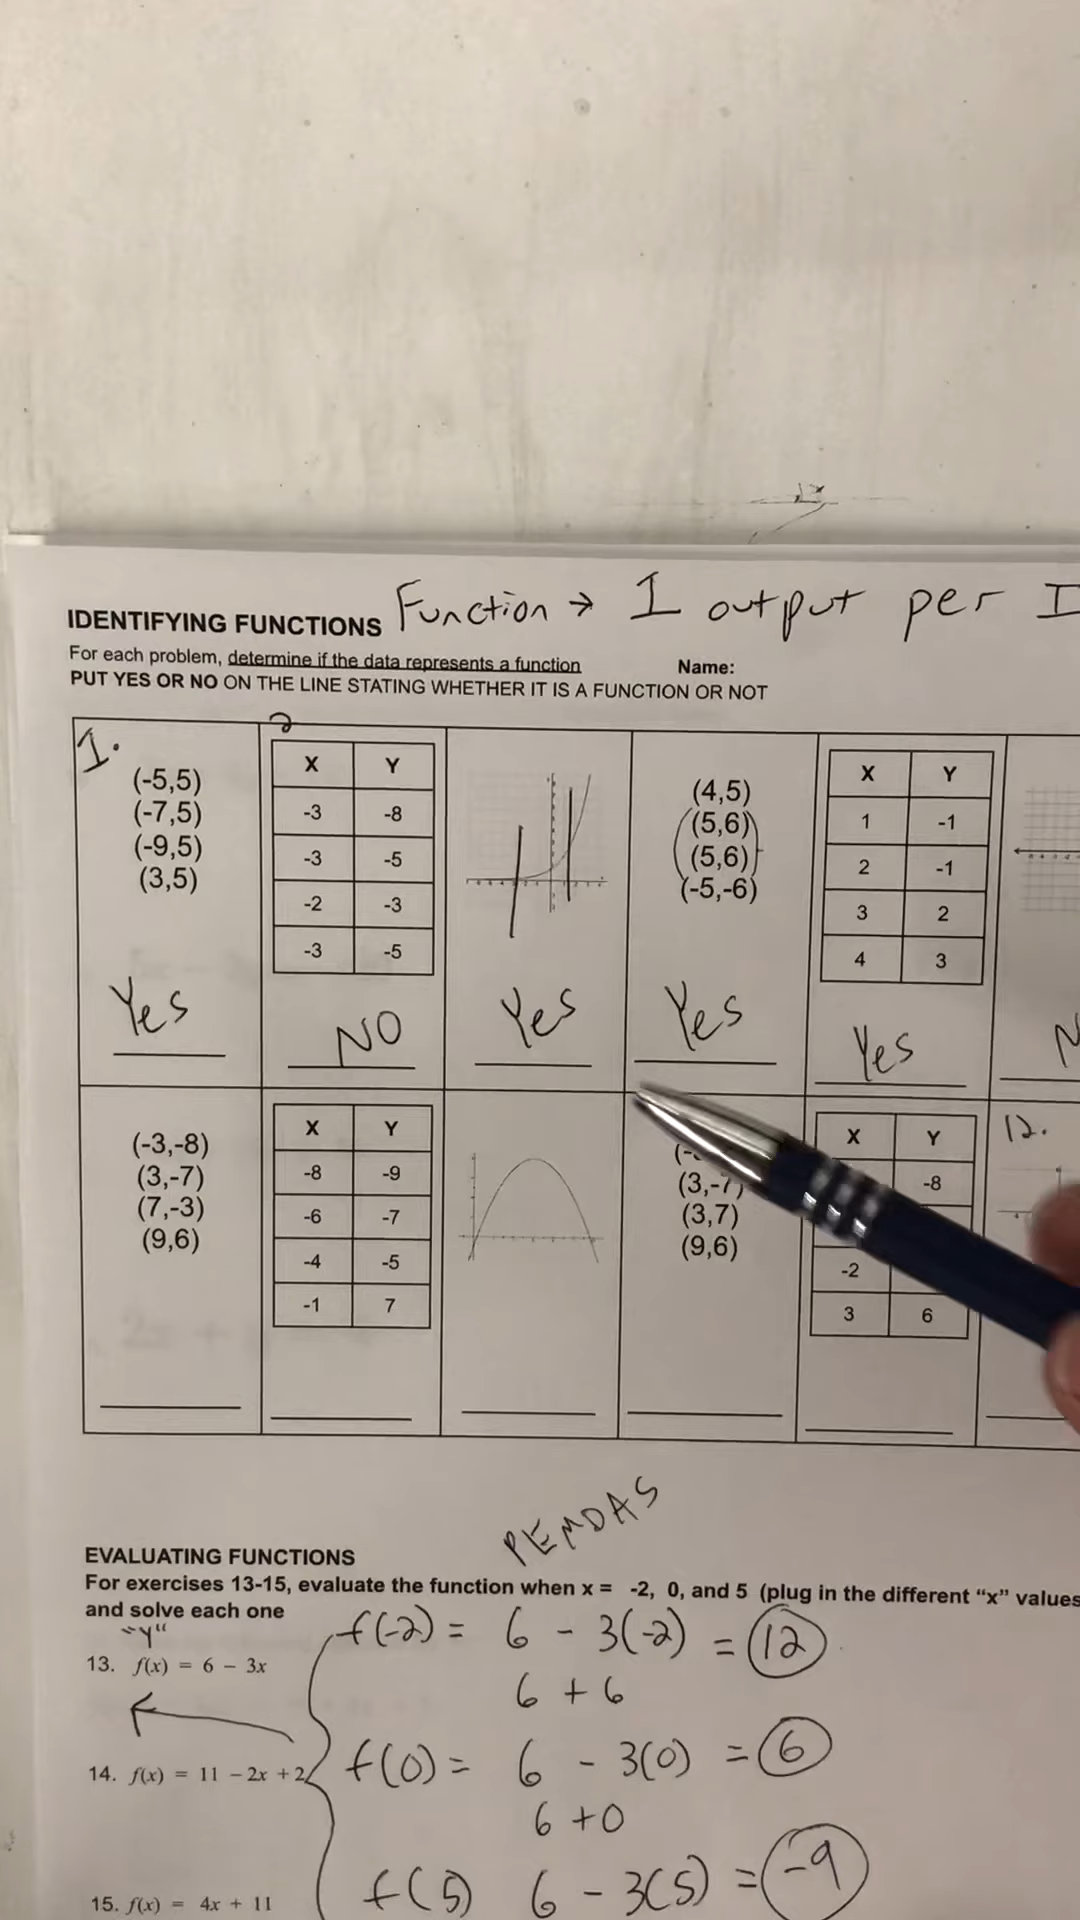 IDENTIFYING FUNCTIONS Function → 1 output per
For each problem, determine if the data represents a function Name:
PUT YES OR NO ON THE LINE STATING WHETHER IT IS A FUNCTION OR NOT
1.
(-5,5)
(-7,5)
(-9,5)
(3,5)
Yes
2
X Y
-3 -8
-3 -5
-2 -3
-3 -5
NO
Yes
(4,5)
(5,6)
(5,6)
(-5,-6)
Yes
X Y
1 -1
2 -1
3 2
4 3
Yes
(-3,-8)
(3,-7)
(7,-3)
(9,6)
X Y
-8 -9
-6 -7
-4 -5
-1 7
(3,-7)
(3,7)
(9,6)
X Y
-8
-2
3 6
12.
PEMDAS
EVALUATING FUNCTIONS
For exercises 13-15, evaluate the function when x = -2, 0, and 5 (plug in the different "x" values
and solve each one
"Y"
13. f(x) = 6 - 3x
f(-2) = 6 - 3(-2) = 12
6 + 6
14. f(x) = 11 - 2x + 2
f(0) = 6 - 3(0) = 6
6 + 0
15. f(x) = 4x + 11
f(5) 6 - 3(5) = -9